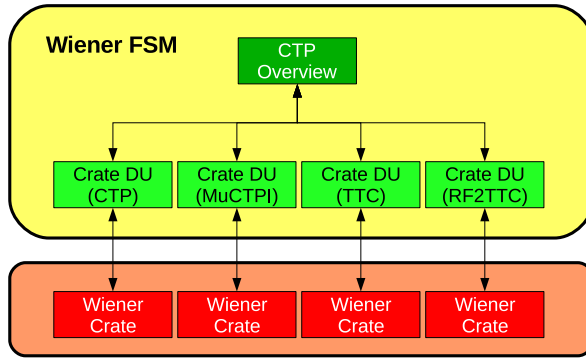 Wiener FSM
CTP
Overview
Crate DU
(CTP)
Crate DU
(MuCTPI)
Crate DU
(TTC)
Crate DU
(RF2TTC)
Wiener
Crate
Wiener
Crate
Wiener
Crate
Wiener
Crate